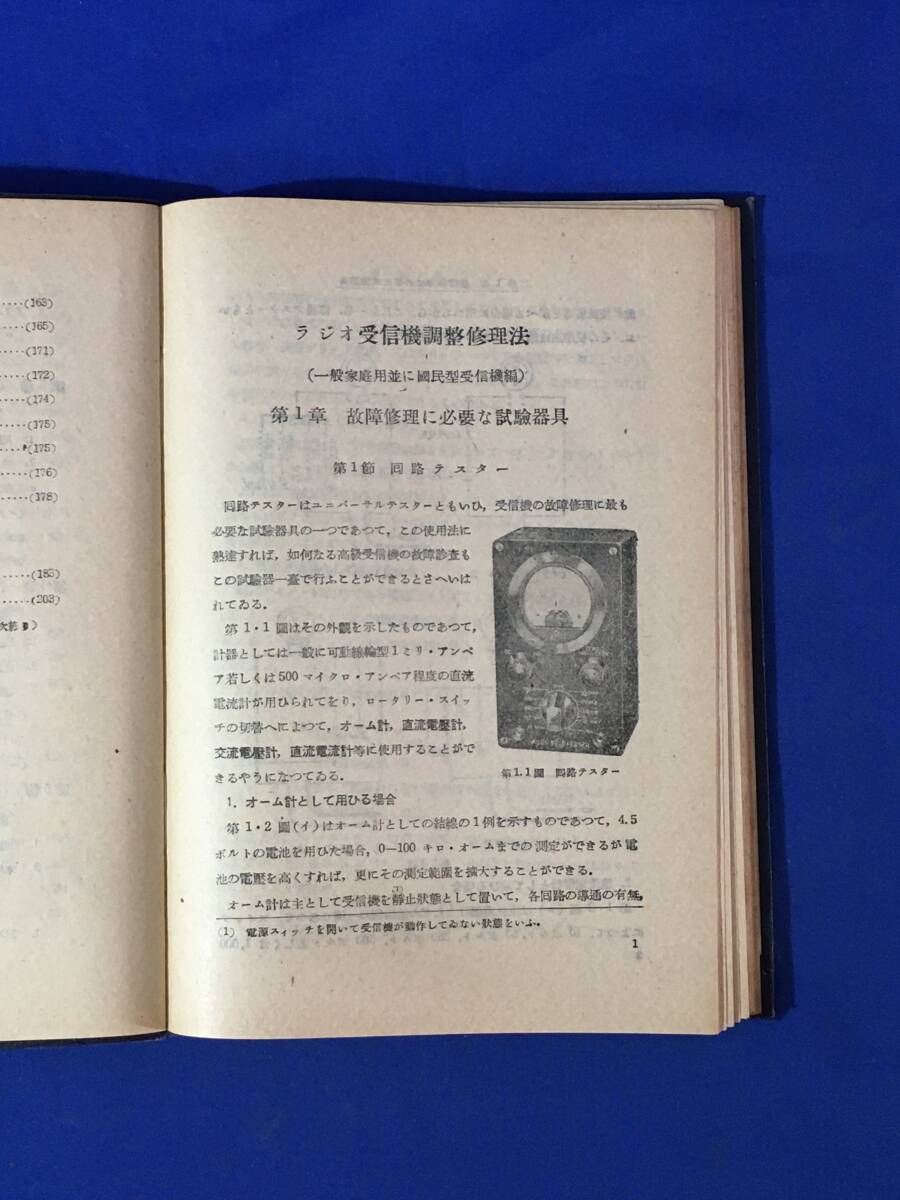 ……(163)
……(165)
……(171)
……(172)
……(174)
……(175)
……(175)
……(176)
……(178)
……(183)
……(203)
ラジオ受信機調整修理法
(一般家庭用並に國民型受信機編)
第1章 故障修理に必要な試驗器具
第1節 回路テスター
回路テスターはユニバーサルテスターともいひ，受信機の故障修理に最も
必要な試驗器具の一つであつて，この使用法に
熟達すれば，如何なる高級受信機の故障診査も
この試驗器一臺で行ふことができるとさへいは
れてゐる．
第1・1圖はその外觀を示したものであつて，
計器としては一般に可動線輪型1ミリ・アンペ
ア若しくは500マイクロ・アンペア程度の直流
電流計が用ひられてをり，ロータリー・スイッ
チの切替へによつて，オーム計，直流電壓計，
交流電壓計，直流電流計等に使用することがで
きるやうになつてゐる．
第1.1圖 回路テスター
1．オーム計として用ひる場合
第1・2圖(イ)はオーム計としての結線の1例を示すものであつて，4.5
ボルトの電池を用ひた場合，0—100キロ・オームまでの測定ができるが電
池の電壓を高くすれば，更にその測定範圍を擴大することができる．
オーム計は主として受信機を靜止狀態(1)として置いて，各回路の導通の有無，
(1) 電源スイッチを開いて受信機が動作してゐない狀態をいふ．
1